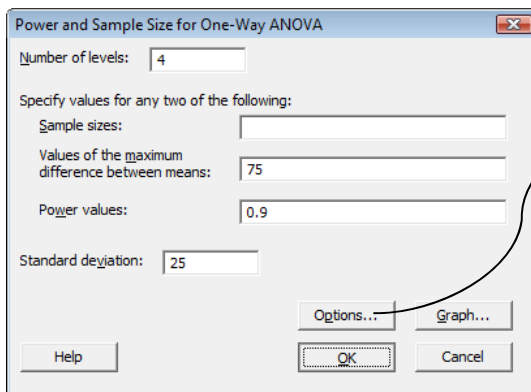 Power and Sample Size for One-Way ANOVA
Number of levels: 4
Specify values for any two of the following:
Sample sizes:
Values of the maximum
difference between means: 75
Power values: 0.9
Standard deviation: 25
Options... Graph...
Help OK Cancel